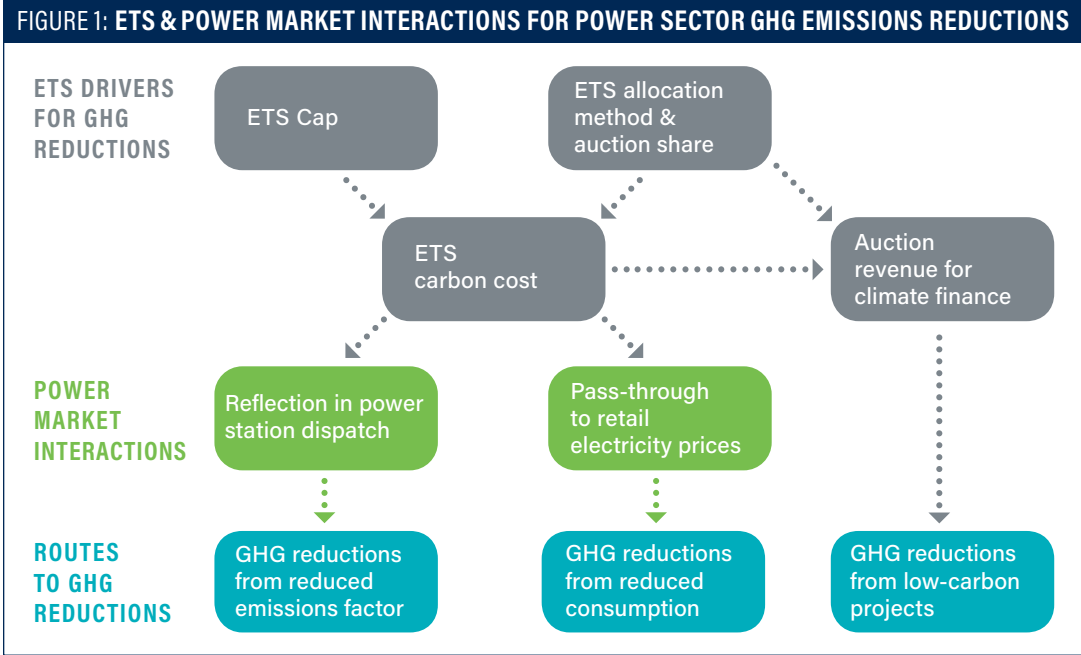 FIGURE 1: ETS & POWER MARKET INTERACTIONS FOR POWER SECTOR GHG EMISSIONS REDUCTIONS
ETS DRIVERS
FOR GHG
REDUCTIONS
ETS Cap
ETS allocation
method &
auction share
ETS
carbon cost
Auction
revenue for
climate finance
POWER
MARKET
INTERACTIONS
Reflection in power
station dispatch
Pass-through
to retail
electricity prices
ROUTES
TO GHG
REDUCTIONS
GHG reductions
from reduced
emissions factor
GHG reductions
from reduced
consumption
GHG reductions
from low-carbon
projects